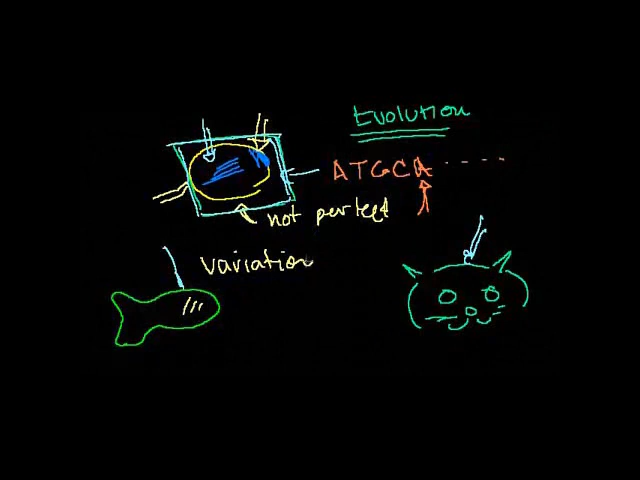 Evolution
ATGCA - - - -
not perfect
variation